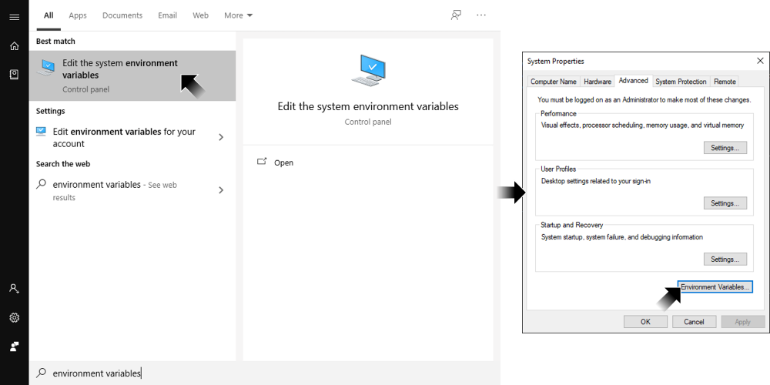 All Apps Documents Email Web More
Best match
Edit the system environment
variables
Control panel
Settings
Edit environment variables for your
account
Search the web
environment variables - See web
results
environment variables
Edit the system environment variables
Control panel
Open
System Properties
Computer Name Hardware Advanced System Protection Remote
You must be logged on as an Administrator to make most of these changes.
Performance
Visual effects, processor scheduling, memory usage, and virtual memory
Settings...
User Profiles
Desktop settings related to your sign-in
Settings...
Startup and Recovery
System startup, system failure, and debugging information
Settings...
Environment Variables...
OK Cancel Apply